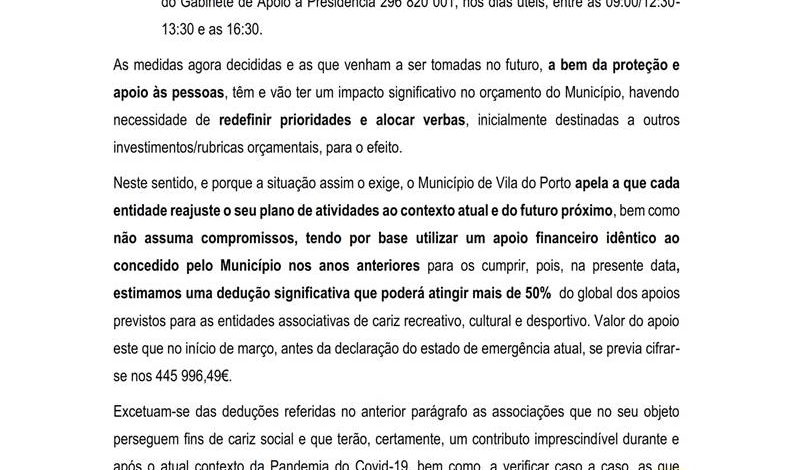 do Gabinete de Apoio à Presidência 296 820 001, nos dias úteis, entre as 09:00/12:30-
13:30 e as 16:30.
As medidas agora decididas e as que venham a ser tomadas no futuro, a bem da proteção e
apoio às pessoas, têm e vão ter um impacto significativo no orçamento do Município, havendo
necessidade de redefinir prioridades e alocar verbas, inicialmente destinadas a outros
investimentos/rubricas orçamentais, para o efeito.
Neste sentido, e porque a situação assim o exige, o Município de Vila do Porto apela a que cada
entidade reajuste o seu plano de atividades ao contexto atual e do futuro próximo, bem como
não assuma compromissos, tendo por base utilizar um apoio financeiro idêntico ao
concedido pelo Município nos anos anteriores para os cumprir, pois, na presente data,
estimamos uma dedução significativa que poderá atingir mais de 50% do global dos apoios
previstos para as entidades associativas de cariz recreativo, cultural e desportivo. Valor do apoio
este que no início de março, antes da declaração do estado de emergência atual, se previa cifrar-
se nos 445 996,49€.
Excetuam-se das deduções referidas no anterior parágrafo as associações que no seu objeto
perseguem fins de cariz social e que terão, certamente, um contributo imprescindível durante e
após o atual contexto da Pandemia do Covid-19, bem como, a verificar caso a caso, as que